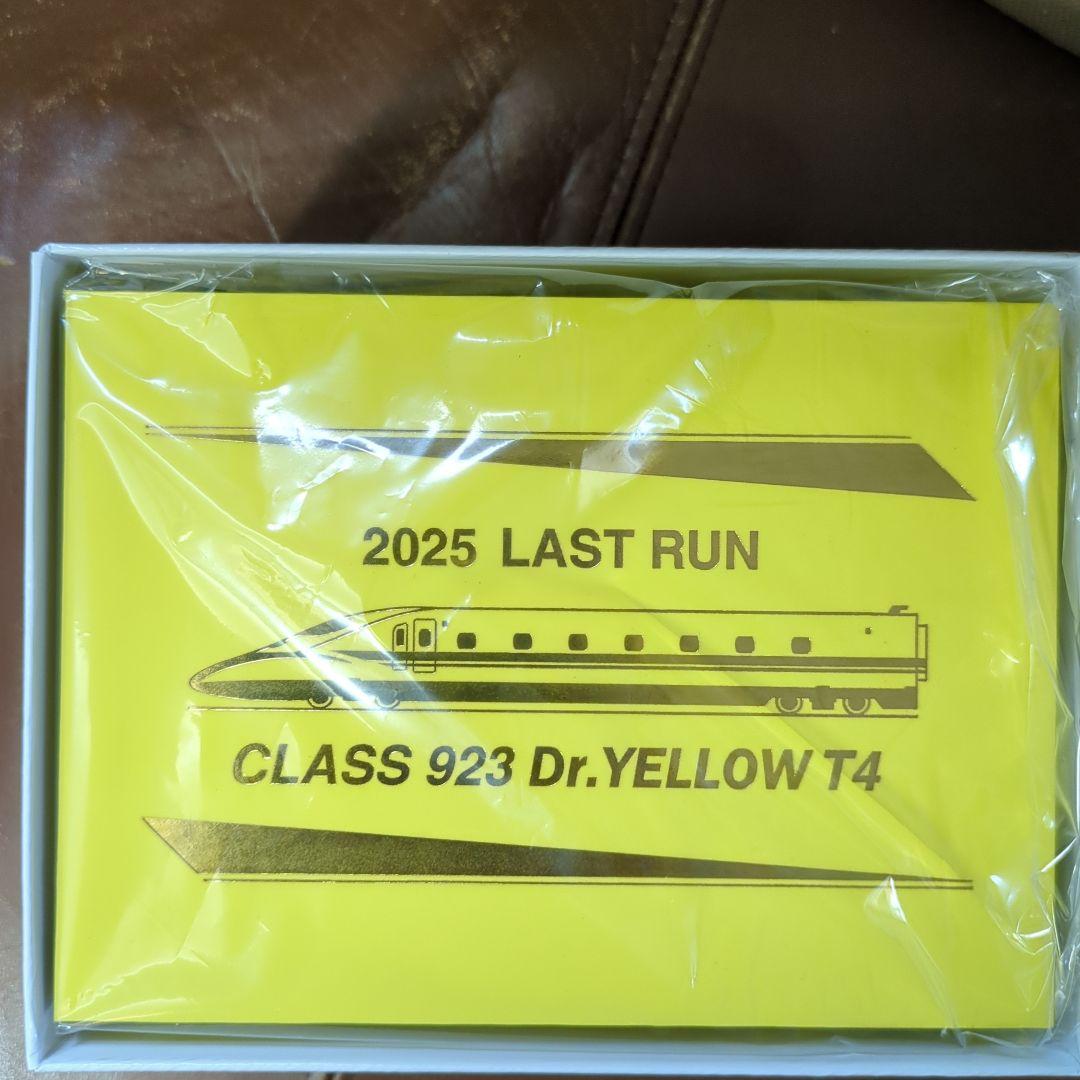 2025 LAST RUN
CLASS 923 Dr.YELLOW T4